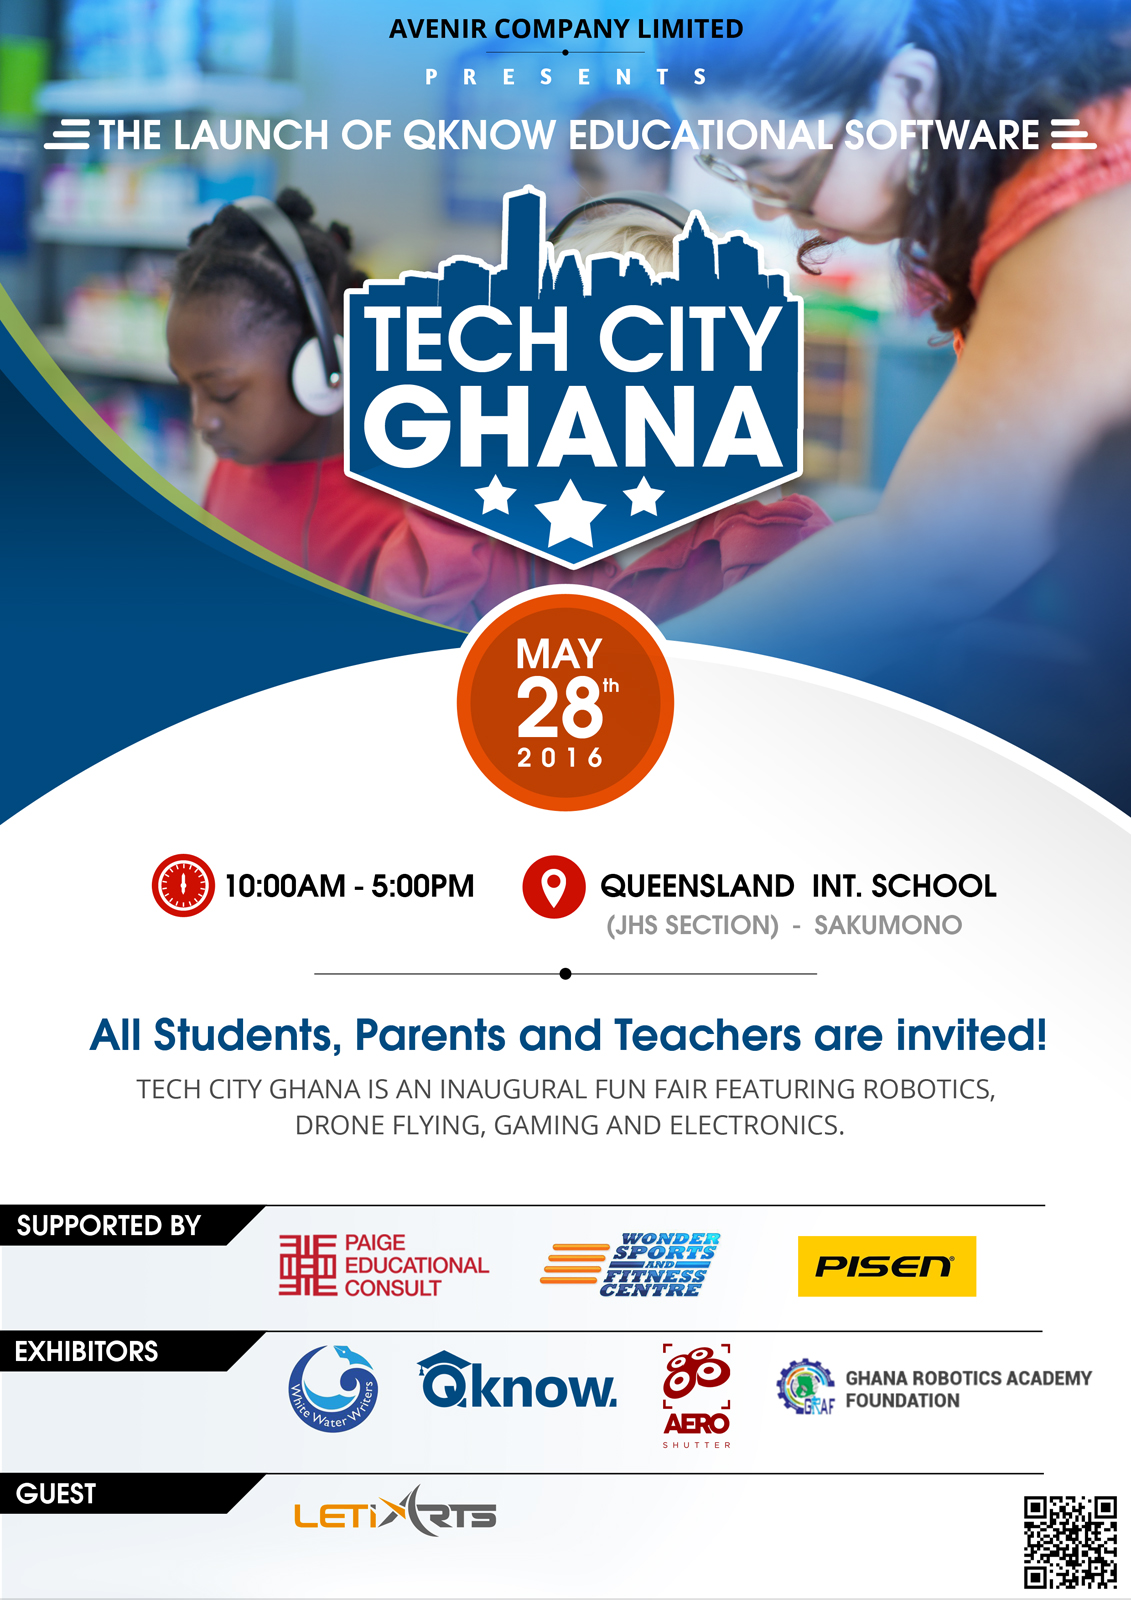 AVENIR COMPANY LIMITED
PRESENTS
THE LAUNCH OF QKNOW EDUCATIONAL SOFTWARE
TECH CITY
GHANA
MAY
28th
2016
10:00AM - 5:00PM
QUEENSLAND INT. SCHOOL
(JHS SECTION) - SAKUMONO
All Students, Parents and Teachers are invited!
TECH CITY GHANA IS AN INAUGURAL FUN FAIR FEATURING ROBOTICS,
DRONE FLYING, GAMING AND ELECTRONICS.
SUPPORTED BY
PAIGE
EDUCATIONAL
CONSULT
WONDER
SPORTS
AND
FITNESS
CENTRE
PISEN®
EXHIBITORS
White Water Writers
Qknow.
AERO
SHUTTER
GRAF
GHANA ROBOTICS ACADEMY
FOUNDATION
GUEST
LETIARTS